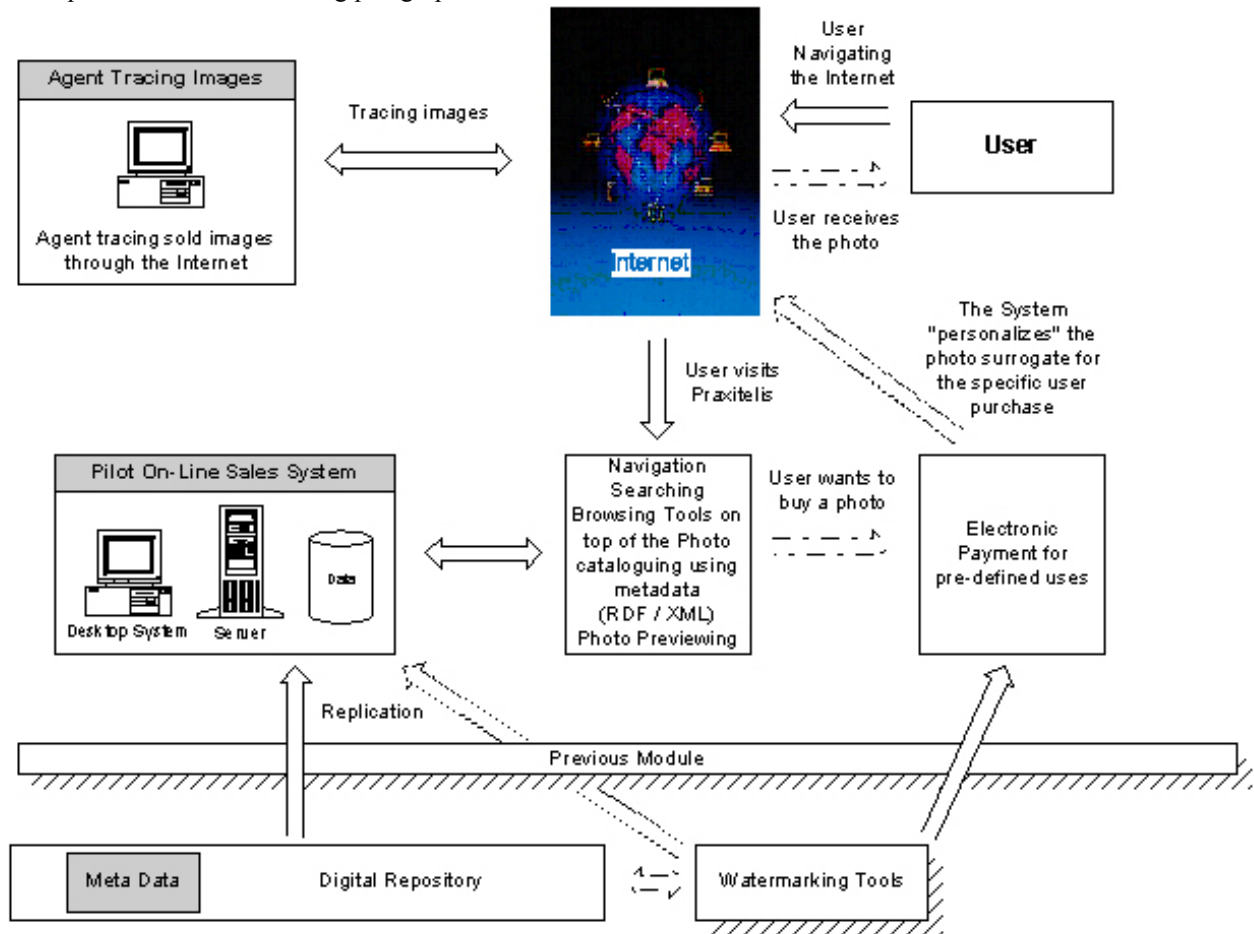 User
Navigating
the Internet
Agent Tracing Images
Tracing images
User
Agent tracing sold images
through the Internet
Internet
User receives
the photo
The System
"personalizes" the
photo surrogate for
the specific user
purchase
User visits
Praxitelis
Pilot On-Line Sales System
Desktop System
Server
Data
Navigation
Searching
Browsing Tools on
top of the Photo
cataloguing using
metadata
(RDF / XML)
Photo Previewing
User wants to
buy a photo
Electronic
Payment for
pre-defined uses
Replication
Previous Module
Meta Data
Digital Repository
Watermarking Tools